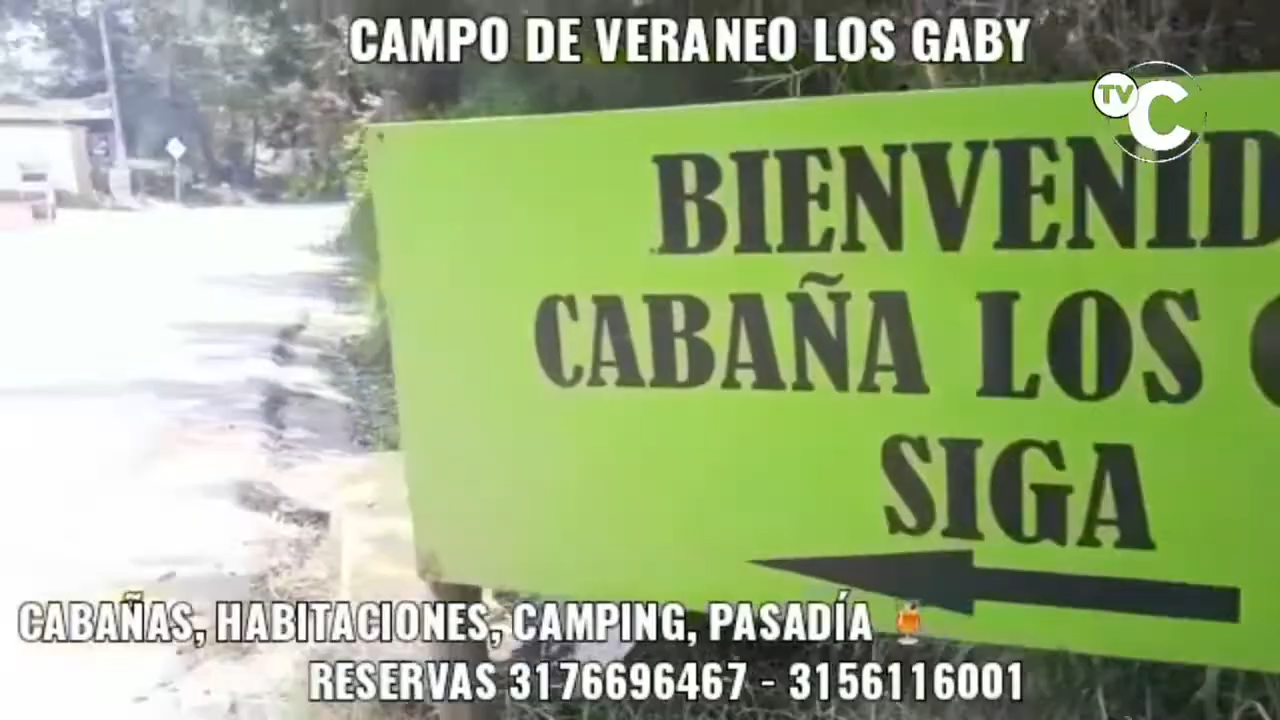 CAMPO DE VERANEO LOS GABY
TV C
BIENVENID
CABAÑA LOS
SIGA
CABAÑAS, HABITACIONES, CAMPING, PASADÍA
RESERVAS 3176696467 - 3156116001